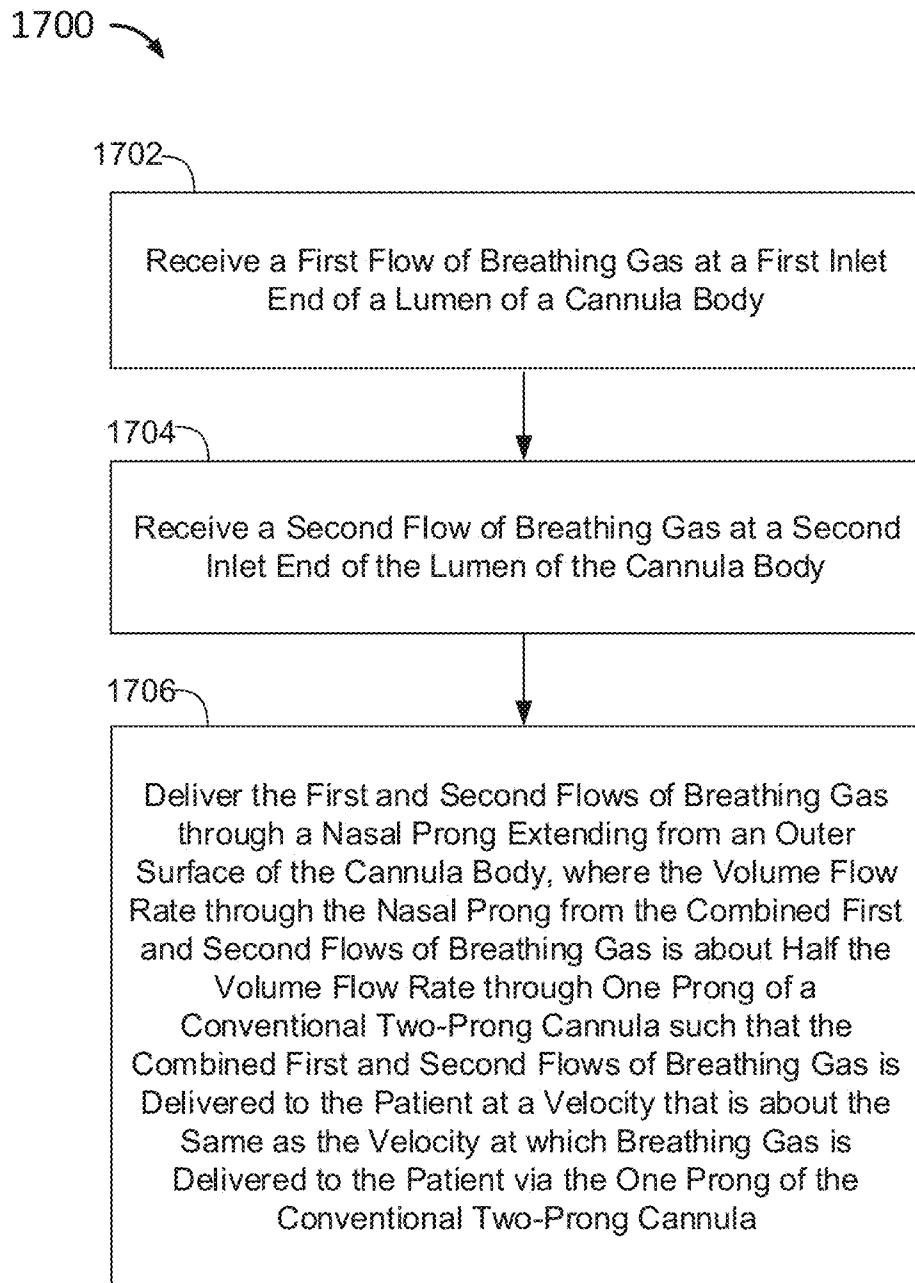 1700
1702
Receive a First Flow of Breathing Gas at a First Inlet
End of a Lumen of a Cannula Body
1704
Receive a Second Flow of Breathing Gas at a Second
Inlet End of the Lumen of the Cannula Body
1706
Deliver the First and Second Flows of Breathing Gas
through a Nasal Prong Extending from an Outer
Surface of the Cannula Body, where the Volume Flow
Rate through the Nasal Prong from the Combined First
and Second Flows of Breathing Gas is about Half the
Volume Flow Rate through One Prong of a
Conventional Two-Prong Cannula such that the
Combined First and Second Flows of Breathing Gas is
Delivered to the Patient at a Velocity that is about the
Same as the Velocity at which Breathing Gas is
Delivered to the Patient via the One Prong of the
Conventional Two-Prong Cannula